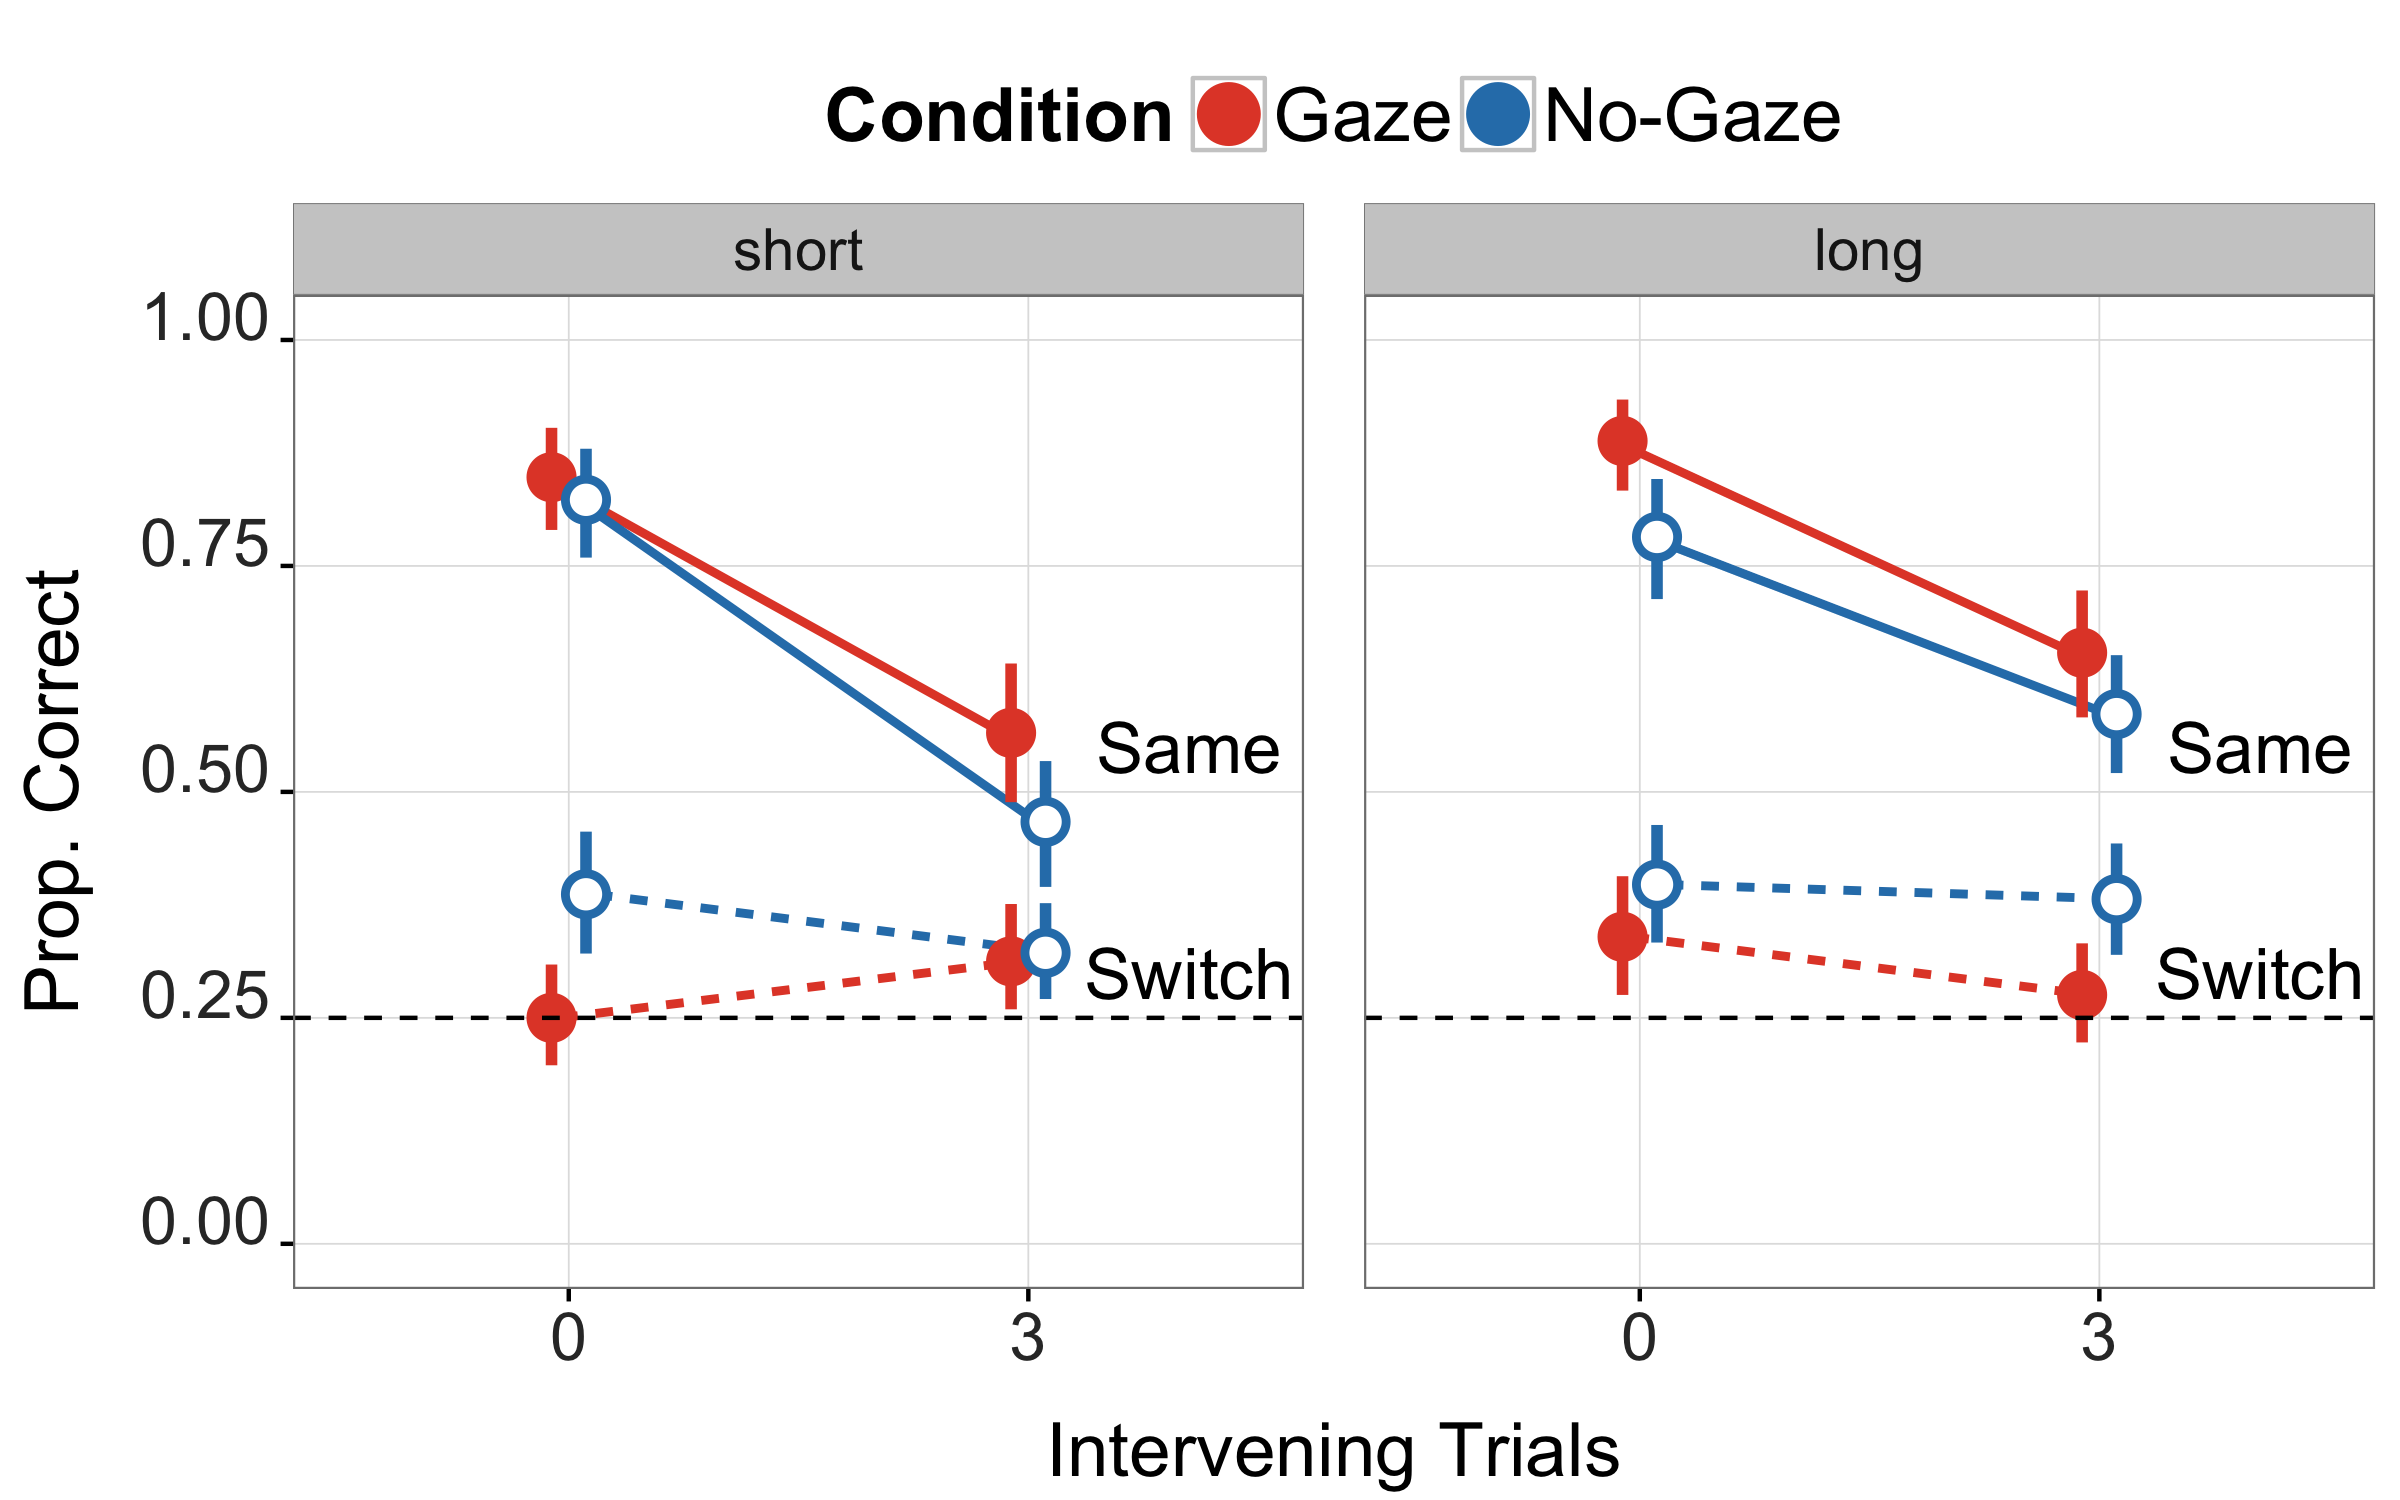 Condition Gaze No-Gaze
short long
1.00
0.75
0.50
0.25
0.00
Prop. Correct
Same Same
Switch Switch
0 3 0 3
Intervening Trials